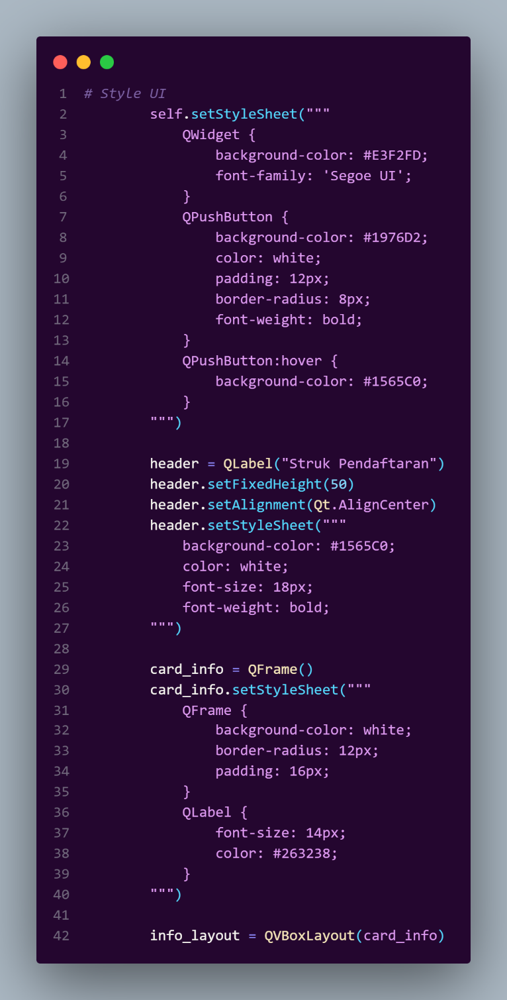 1 # Style UI
2         self.setStyleSheet("""
3             QWidget {
4                 background-color: #E3F2FD;
5                 font-family: 'Segoe UI';
6             }
7             QPushButton {
8                 background-color: #1976D2;
9                 color: white;
10                 padding: 12px;
11                 border-radius: 8px;
12                 font-weight: bold;
13             }
14             QPushButton:hover {
15                 background-color: #1565C0;
16             }
17         """)
18
19         header = QLabel("Struk Pendaftaran")
20         header.setFixedHeight(50)
21         header.setAlignment(Qt.AlignCenter)
22         header.setStyleSheet("""
23             background-color: #1565C0;
24             color: white;
25             font-size: 18px;
26             font-weight: bold;
27         """)
28
29         card_info = QFrame()
30         card_info.setStyleSheet("""
31             QFrame {
32                 background-color: white;
33                 border-radius: 12px;
34                 padding: 16px;
35             }
36             QLabel {
37                 font-size: 14px;
38                 color: #263238;
39             }
40         """)
41
42         info_layout = QVBoxLayout(card_info)